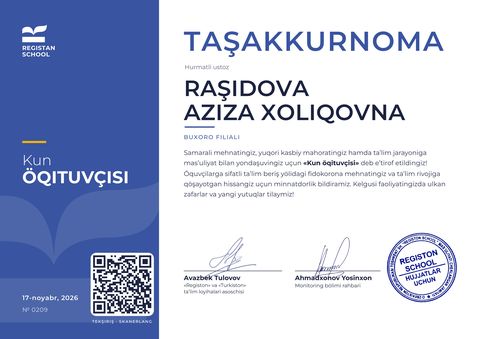 REGISTAN
SCHOOL
Kun
ÖQITUVÇISI
17-noyabr, 2026
№ 0209
TEKŞIRIŞ - SKANERLANG
TAŞAKKURNOMA
Hurmatli ustoz
RAŞIDOVA
AZIZA XOLIQOVNA
BUXORO FILIALI
Samarali mehnatingiz, yuqori kasbiy mahoratingiz hamda ta'lim jarayoniga
mas'uliyat bilan yondaşuvingiz uçun «Kun öqituvçisi» deb e'tirof etildingiz!
Öquvçilarga sifatli ta'lim beriş yölidagi fidokorona mehnatingiz va ta'lim rivojiga
qöşayotgan hissangiz uçun minnatdorlik bildiramiz. Kelgusi faoliyatingizda ulkan
zafarlar va yangi yutuqlar tilaymiz!
Avazbek Tulovov
«Registon» va «Turkiston»
ta'lim loyihalari asoschisi
Ahmadxonov Yosinxon
Monitoring bölimi rahbari
REGISTON
SCHOOL
HUJJATLAR
UCHUN